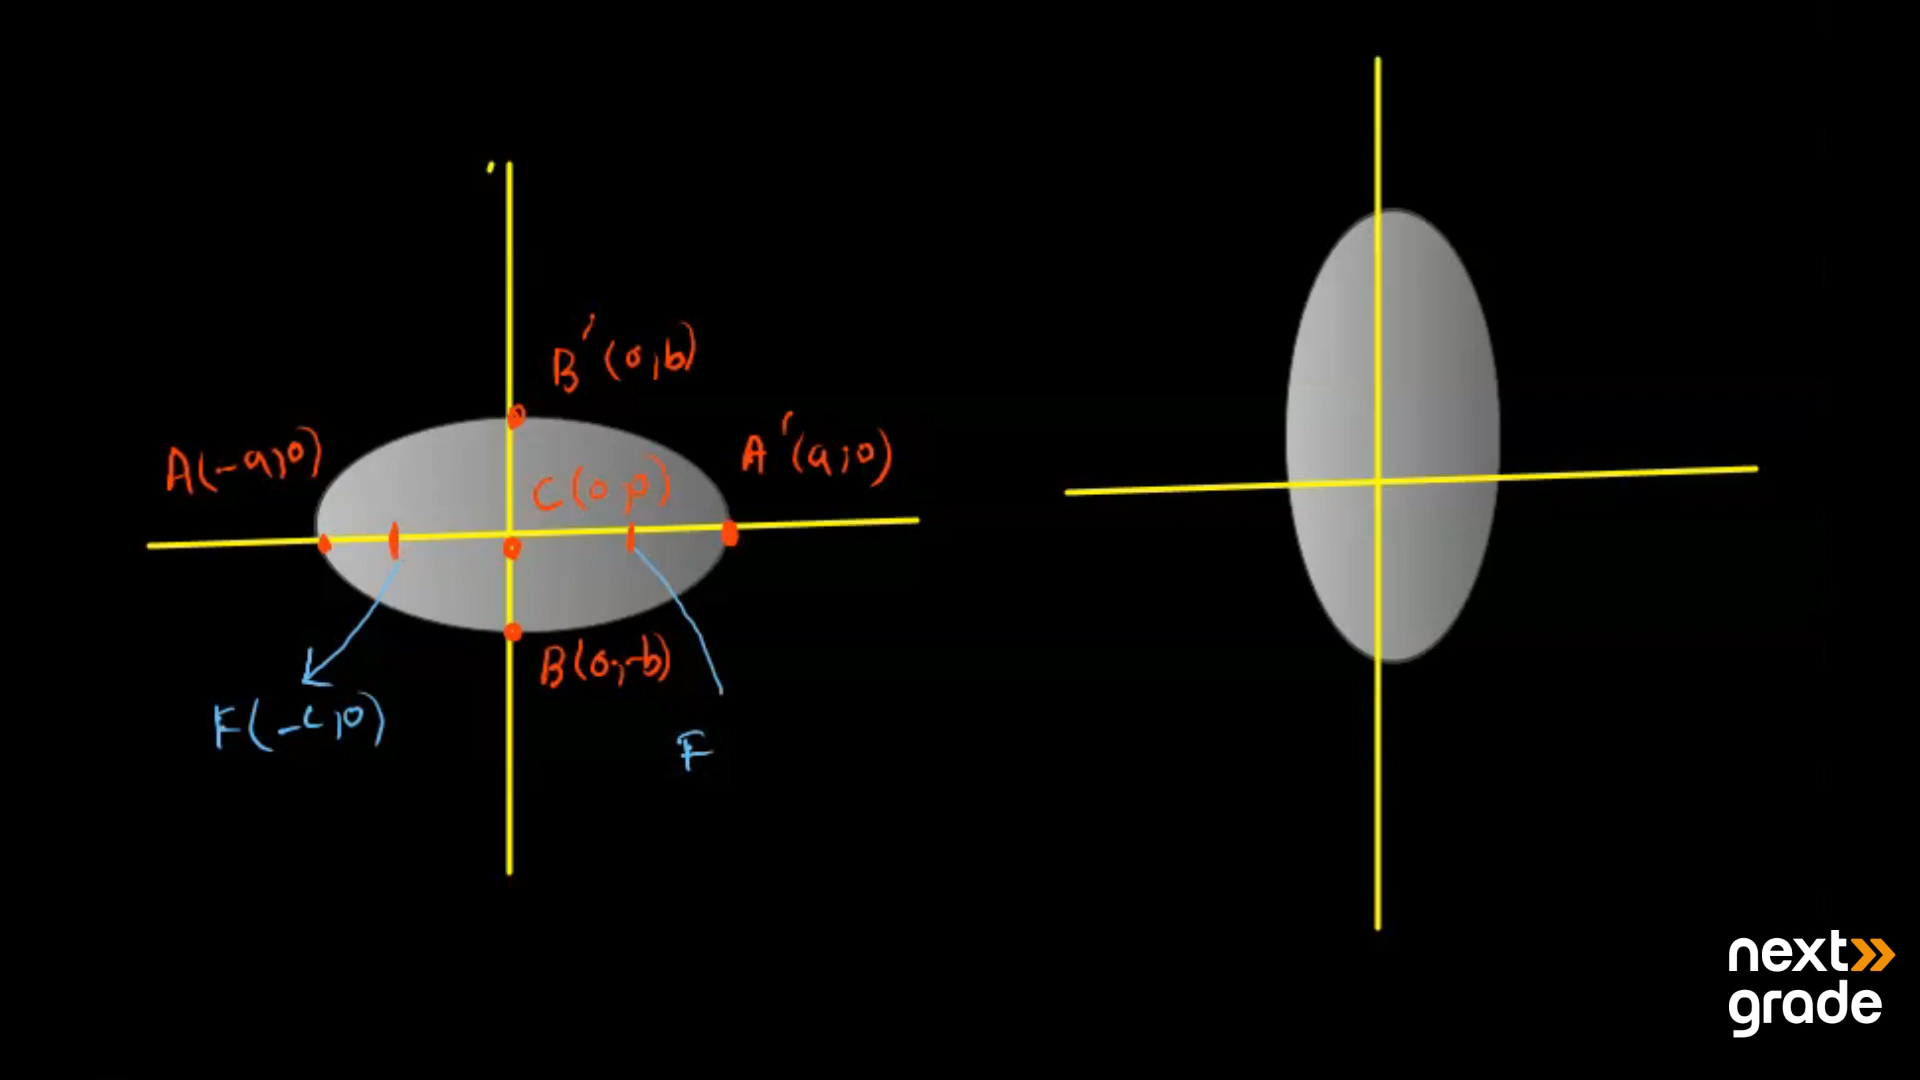 B'(0,b)
A(-a;0)
A'(a;0)
C(0,0)
B(0;-b)
F(-c;0)
F
next
grade